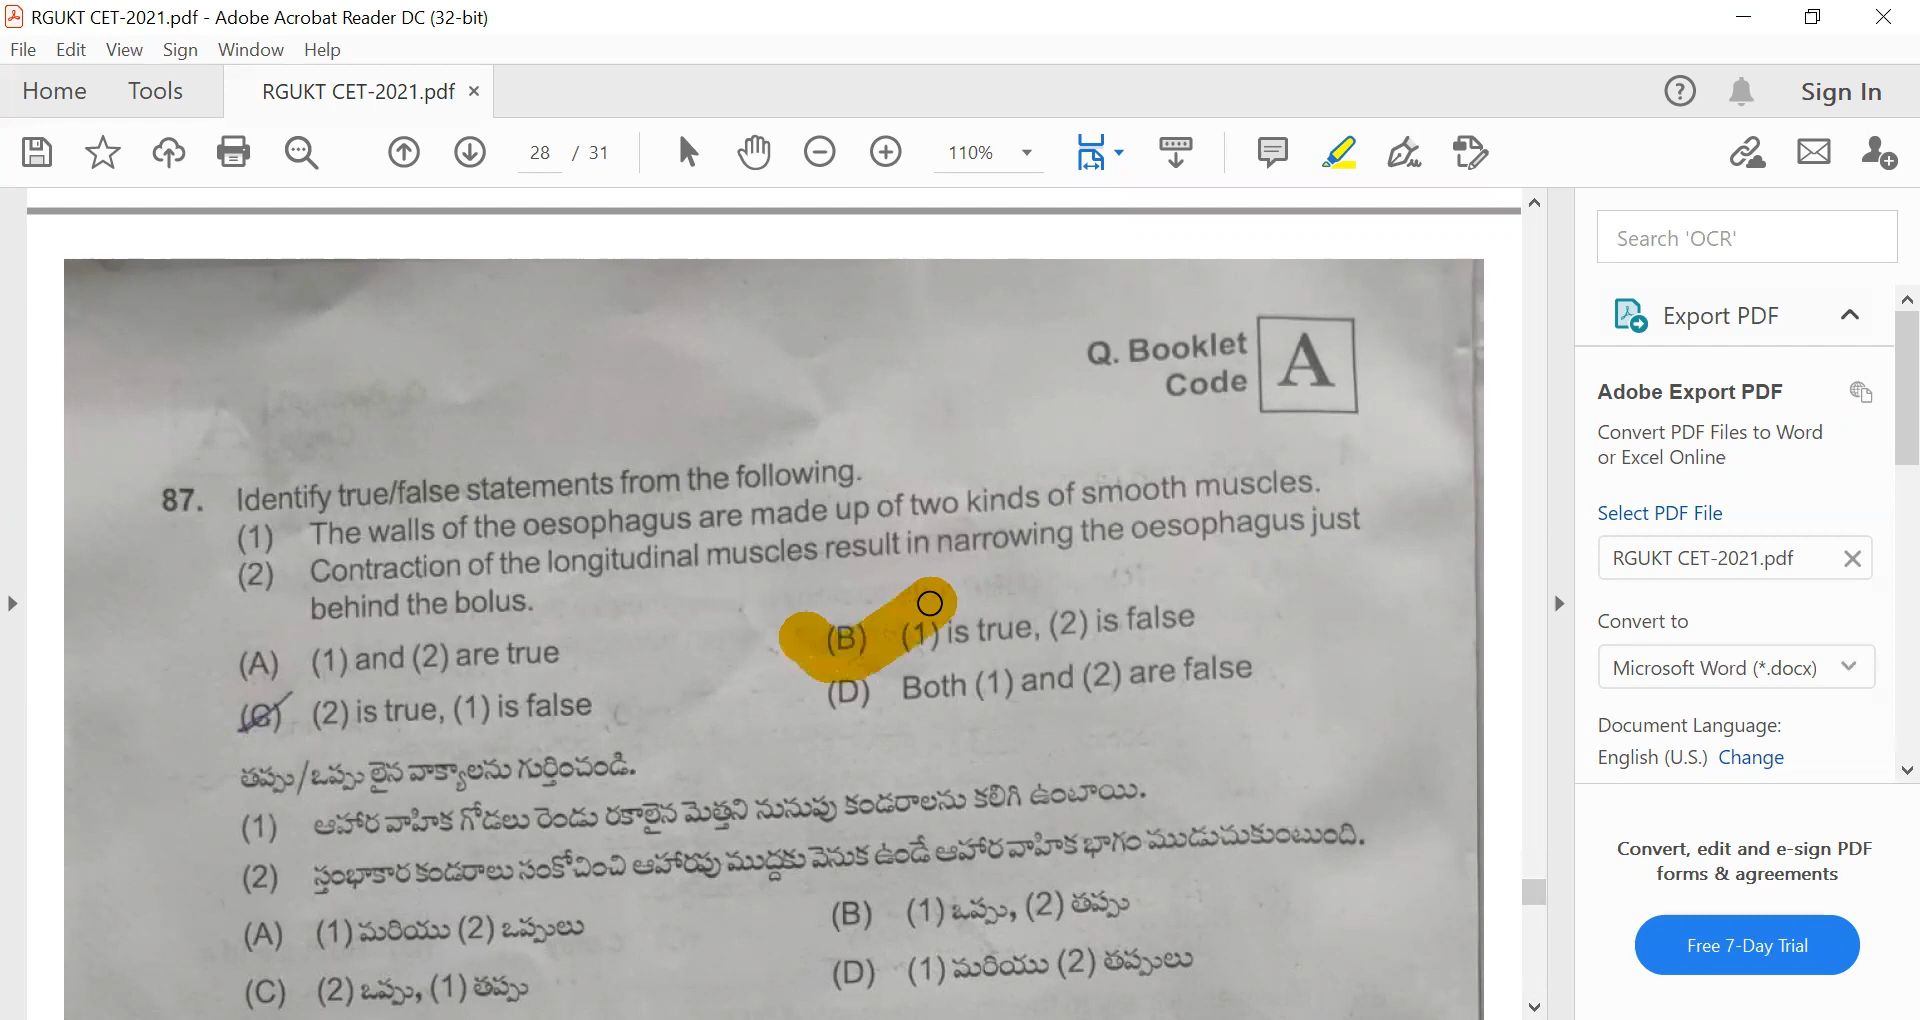 RGUKT CET-2021.pdf - Adobe Acrobat Reader DC (32-bit)
File Edit View Sign Window Help
Home Tools RGUKT CET-2021.pdf × Sign In
28 / 31 110%
Search 'OCR'
Export PDF
Adobe Export PDF
Convert PDF Files to Word
or Excel Online
Select PDF File
RGUKT CET-2021.pdf
Convert to
Microsoft Word (*.docx)
Document Language:
English (U.S.) Change
Convert, edit and e-sign PDF
forms & agreements
Free 7-Day Trial
Q. Booklet
Code
A
87. Identify true/false statements from the following.
(1) The walls of the oesophagus are made up of two kinds of smooth muscles.
(2) Contraction of the longitudinal muscles result in narrowing the oesophagus just
behind the bolus.
(A) (1) and (2) are true
(B) (1) is true, (2) is false
(C) (2) is true, (1) is false
(D) Both (1) and (2) are false
తప్పు/ఒప్పు లైన వాక్యాలను గుర్తించండి.
(1) ఆహార వాహిక గోడలు రెండు రకాలైన మెత్తని నునుపు కండరాలను కలిగి ఉంటాయి.
(2) స్తంభాకార కండరాలు సంకోచించి ఆహారపు ముద్దకు వెనుక ఉండే ఆహార వాహిక భాగం ముడుచుకుంటుంది.
(A) (1) మరియు (2) ఒప్పులు
(B) (1) ఒప్పు, (2) తప్పు
(C) (2) ఒప్పు, (1) తప్పు
(D) (1) మరియు (2) తప్పులు